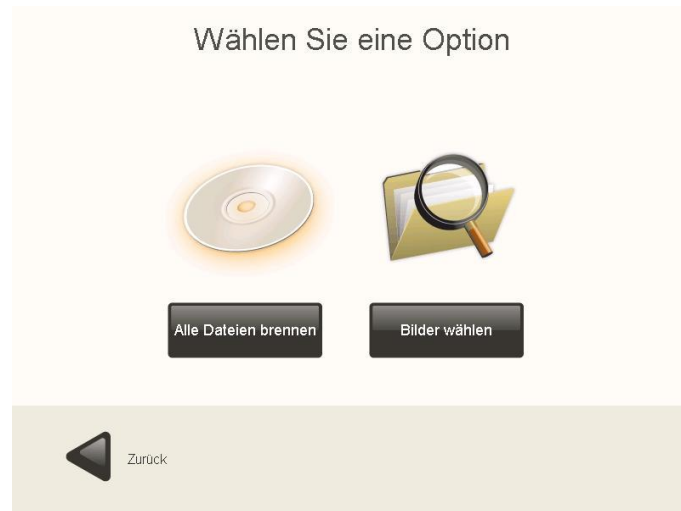 Wählen Sie eine Option
Alle Dateien brennen
Bilder wählen
Zurück